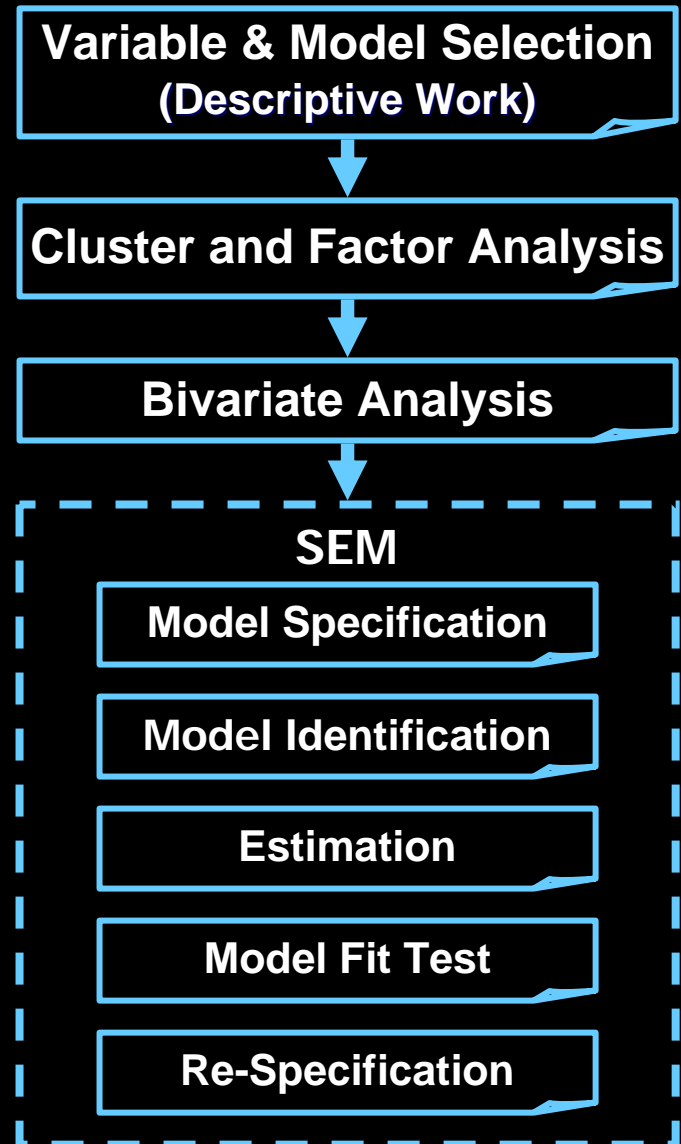 Variable & Model Selection
(Descriptive Work)
Cluster and Factor Analysis
Bivariate Analysis
SEM
Model Specification
Model Identification
Estimation
Model Fit Test
Re-Specification